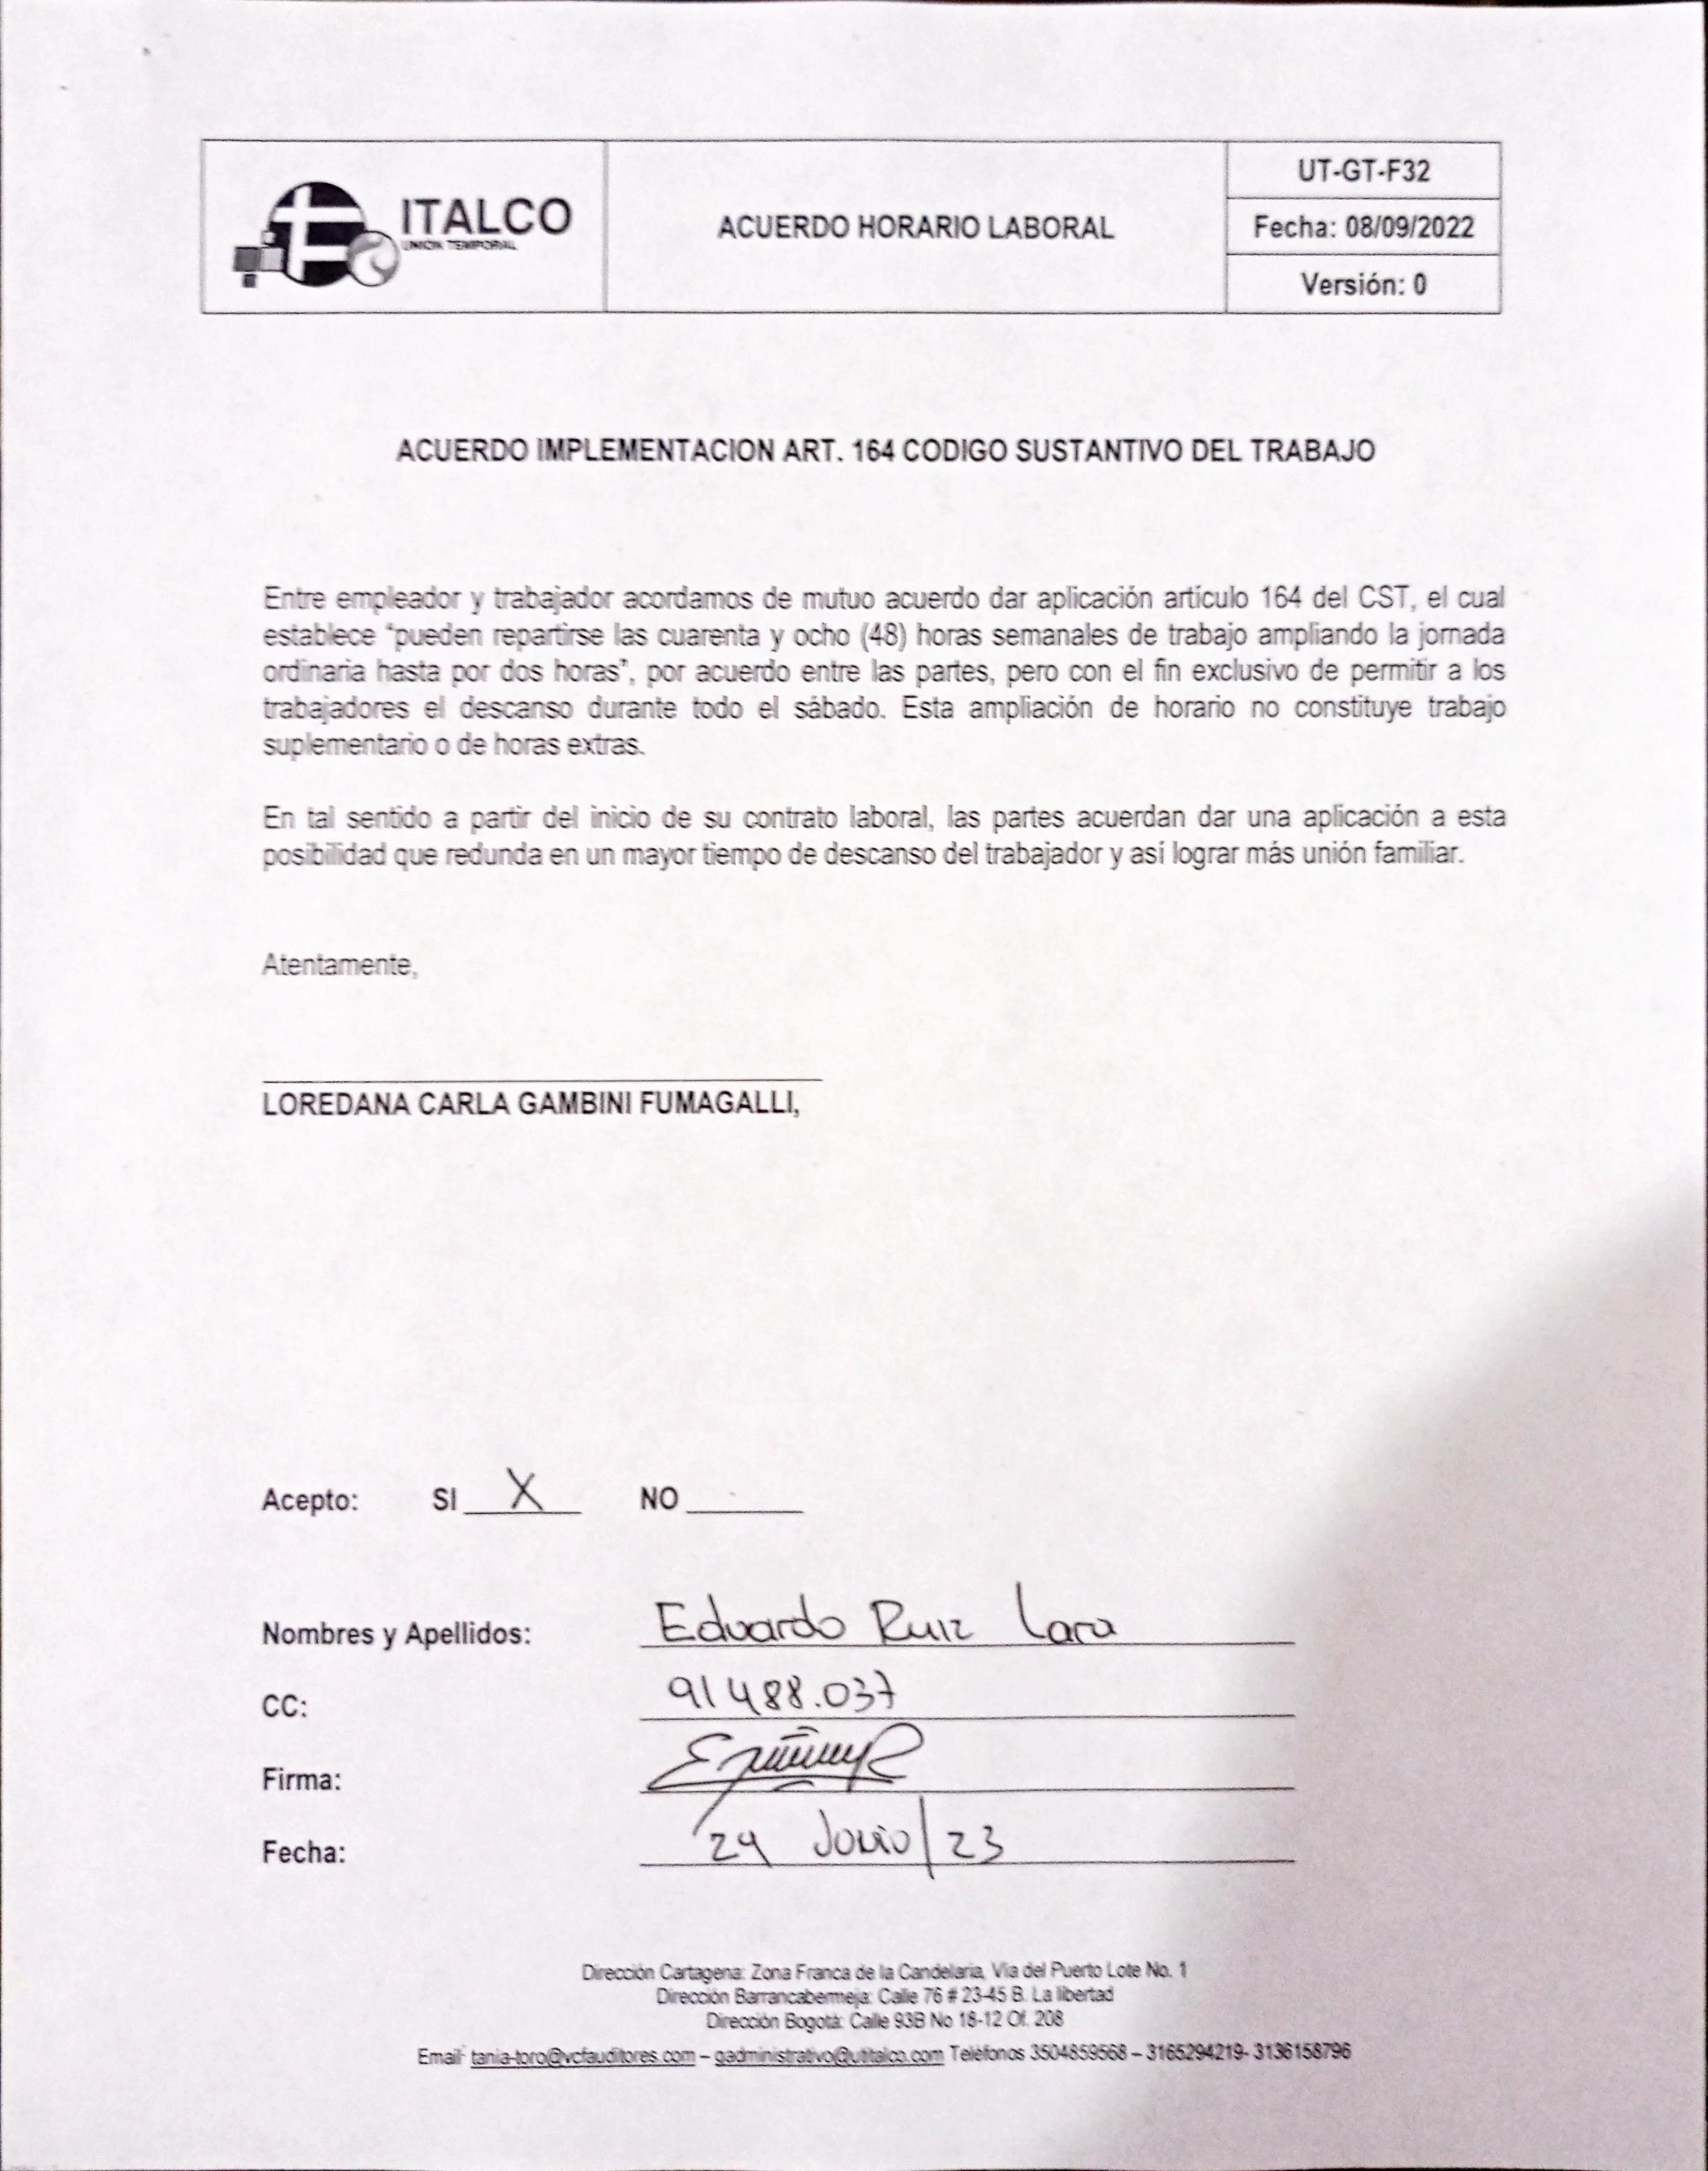 ITALCO
UNION TEMPORAL
ACUERDO HORARIO LABORAL
UT-GT-F32
Fecha: 08/09/2022
Versión: 0
ACUERDO IMPLEMENTACION ART. 164 CODIGO SUSTANTIVO DEL TRABAJO
Entre empleador y trabajador acordamos de mutuo acuerdo dar aplicación artículo 164 del CST, el cual
establece "pueden repartirse las cuarenta y ocho (48) horas semanales de trabajo ampliando la jornada
ordinaria hasta por dos horas", por acuerdo entre las partes, pero con el fin exclusivo de permitir a los
trabajadores el descanso durante todo el sábado. Esta ampliación de horario no constituye trabajo
suplementario o de horas extras.
En tal sentido a partir del inicio de su contrato laboral, las partes acuerdan dar una aplicación a esta
posibilidad que redunda en un mayor tiempo de descanso del trabajador y así lograr más unión familiar.
Atentamente,
LOREDANA CARLA GAMBINI FUMAGALLI,
Acepto: SI X NO
Nombres y Apellidos: Eduardo Ruiz Lara
CC: 91488.037
Firma:
Fecha: 29 Junio/23
Dirección Cartagena: Zona Franca de la Candelaria, Via del Puerto Lote No. 1
Dirección Barrancabermeja: Calle 76 # 23-45 B. La libertad
Dirección Bogotá: Calle 93B No 18-12 Of. 208
Email: tania-toro@vcfauditores.com – gadministrativo@utitalco.com Teléfonos 3504859568 – 3165294219- 3136158796